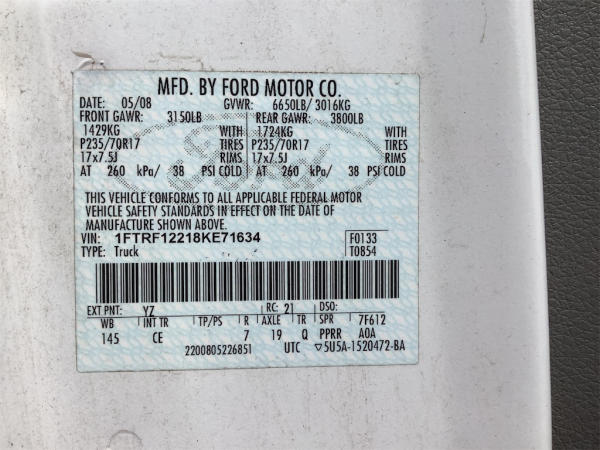 MFD. BY FORD MOTOR CO.
DATE: 05/08 GVWR: 6650LB/ 3016KG
FRONT GAWR: 3150LB REAR GAWR: 3800LB
1429KG WITH 1724KG WITH
P235/70R17 TIRES P235/70R17 TIRES
17x7.5J RIMS 17x7.5J RIMS
AT 260 kPa/ 38 PSI COLD AT 260 kPa/ 38 PSI COLD
THIS VEHICLE CONFORMS TO ALL APPLICABLE FEDERAL MOTOR
VEHICLE SAFETY STANDARDS IN EFFECT ON THE DATE OF
MANUFACTURE SHOWN ABOVE.
VIN: 1FTRF12218KE71634 F0133
TYPE: Truck T0854
EXT PNT: YZ RC: 21 DSO:
WB INT TR TP/PS R AXLE TR SPR 7F612
145 CE 7 19 Q PPRR A0A
2200805226851 UTC ▽5U5A-1520472-BA
Ford